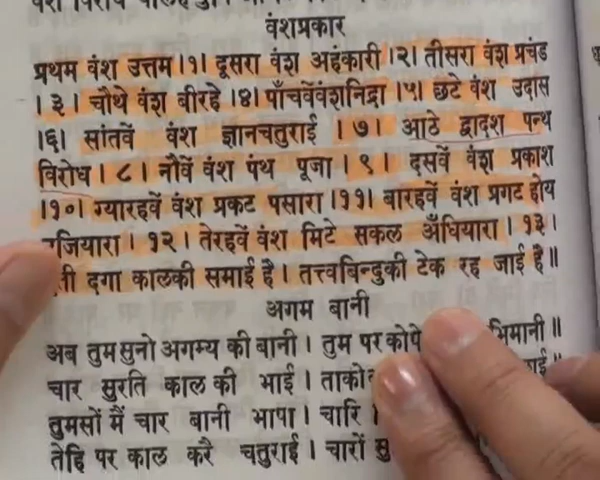 वंशप्रकार
प्रथम वंश उत्तम ।१। दूसरा वंश अहंकारी ।२। तीसरा वंश प्रचंड
।३। चौथे वंश बीरहे ।४। पाँचवेंवंशनिद्रा ।५। छटे वंश उदास
।६। सांतवें वंश ज्ञानचतुराई ।७। आठे द्वादश पन्थ
विरोध ।८। नौवें वंश पंथ पूजा ।९। दसवें वंश प्रकाश
।१०। ग्यारहवें वंश प्रकट पसारा ।११। बारहवें वंश प्रगट होय
।१२। तेरहवें वंश मिटे सकल अँधियारा ।१३।
दगा कालकी समाई है। तत्त्वबिन्दुकी टेक रह जाई है॥
अगम बानी
अब तुम सुनो अगम्य की बानी। तुम पर कोपे
चार सुरति काल की भाई।
तुमसों मैं चार बानी भाषा। चारि
तेहि पर काल करै चतुराई। चारों